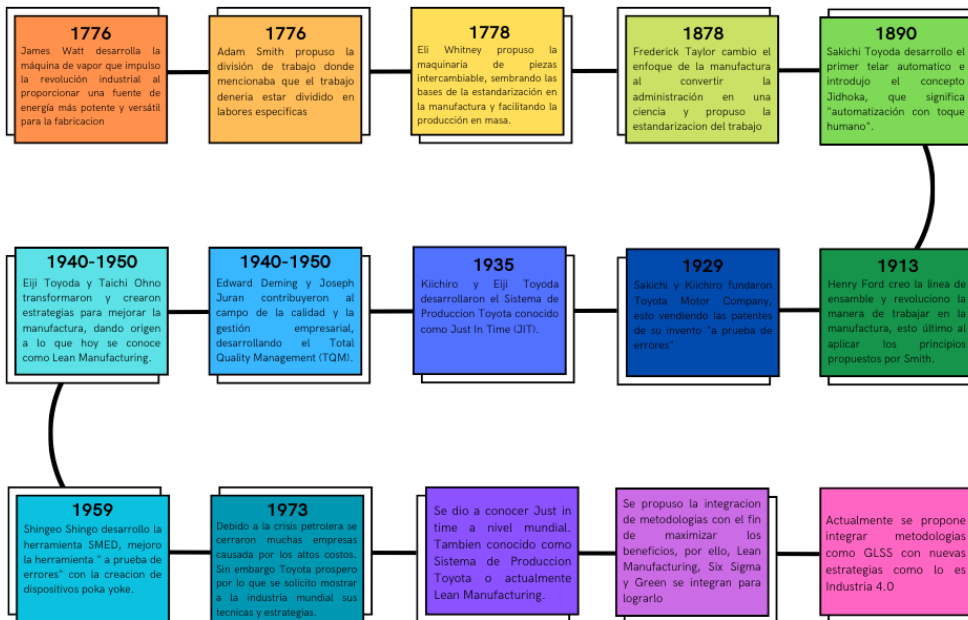 1776
James Watt desarrolla la
máquina de vapor que impulso
la revolución industrial al
proporcionar una fuente de
energía más potente y versátil
para la fabricacion
1776
Adam Smith propuso la
división de trabajo donde
mencionaba que el trabajo
deneria estar dividido en
labores especificas
1778
Eli Whitney propuso la
maquinaria de piezas
intercambiable, sembrando las
bases de la estandarización en
la manufactura y facilitando la
producción en masa.
1878
Frederick Taylor cambio el
enfoque de la manufactura
al convertir la
administración en una
ciencia y propuso la
estandarizacion del trabajo
1890
Sakichi Toyoda desarrollo el
primer telar automatico e
introdujo el concepto
Jidhoka, que significa
"automatización con toque
humano".
1913
Henry Ford creo la linea de
ensamble y revoluciono la
manera de trabajar en la
manufactura, esto último al
aplicar los principios
propuestos por Smith.
1929
Sakichi y Kiichiro fundaron
Toyota Motor Company,
esto vendiendo las patentes
de su invento "a prueba de
errores"
1935
Kiichiro y Eiji Toyoda
desarrollaron el Sistema de
Produccion Toyota conocido
como Just In Time (JIT).
1940-1950
Edward Deming y Joseph
Juran contribuyeron al
campo de la calidad y la
gestión empresarial,
desarrollando el Total
Quality Management (TQM).
1940-1950
Eiji Toyoda y Taichi Ohno
transformaron y crearon
estrategias para mejorar la
manufactura, dando origen
a lo que hoy se conoce
como Lean Manufacturing.
1959
Shingeo Shingo desarrollo la
herramienta SMED, mejoro
la herramienta " a prueba de
errores" con la creacion de
dispositivos poka yoke.
1973
Debido a la crisis petrolera se
cerraron muchas empresas
causada por los altos costos.
Sin embargo Toyota prospero
por lo que se solicito mostrar
a la industria mundial sus
tecnicas y estrategias.
Se dio a conocer Just in
time a nivel mundial.
Tambien conocido como
Sistema de Produccion
Toyota o actualmente
Lean Manufacturing.
Se propuso la integracion
de metodologias con el fin
de maximizar los
beneficios, por ello, Lean
Manufacturing, Six Sigma
y Green se integran para
lograrlo
Actualmente se propone
integrar metodologias
como GLSS con nuevas
estrategias como lo es
Industria 4.0